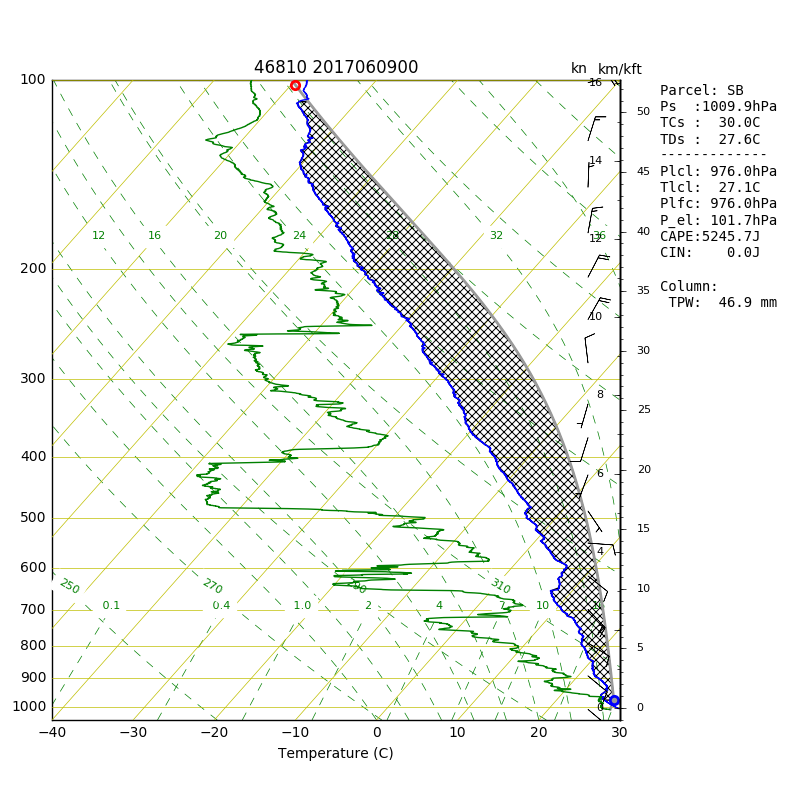 46810 2017060900
kn km/kft
Parcel: SB
Ps  :1009.9hPa
TCs :  30.0C
TDs :  27.6C
-------------
Plcl: 976.0hPa
Tlcl:  27.1C
Plfc: 976.0hPa
P_el: 101.7hPa
CAPE:5245.7J
CIN:    0.0J
Column:
TPW:  46.9 mm
100
200
300
400
500
600
700
800
900
1000
16
14
12
10
8
6
4
0
50
45
40
35
30
25
20
15
10
5
0
12 16 20 24 28 32 36
250 270 310
0.1 0.4 1.0 2 4 7 10
−40 −30 −20 −10 0 10 20 30
Temperature (C)